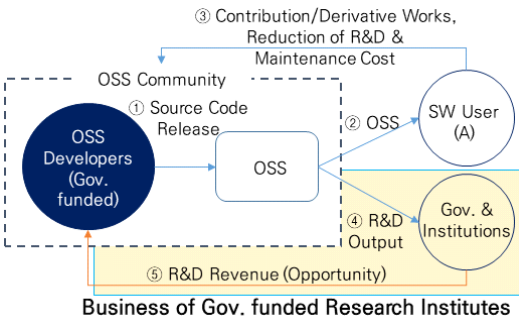 ③ Contribution/Derivative Works,
Reduction of R&D &
Maintenance Cost
OSS Community
① Source Code
Release
OSS
Developers
(Gov.
funded)
OSS
② OSS
SW User
(A)
④ R&D
Output
Gov. &
Institutions
⑤ R&D Revenue (Opportunity)
Business of Gov. funded Research Institutes